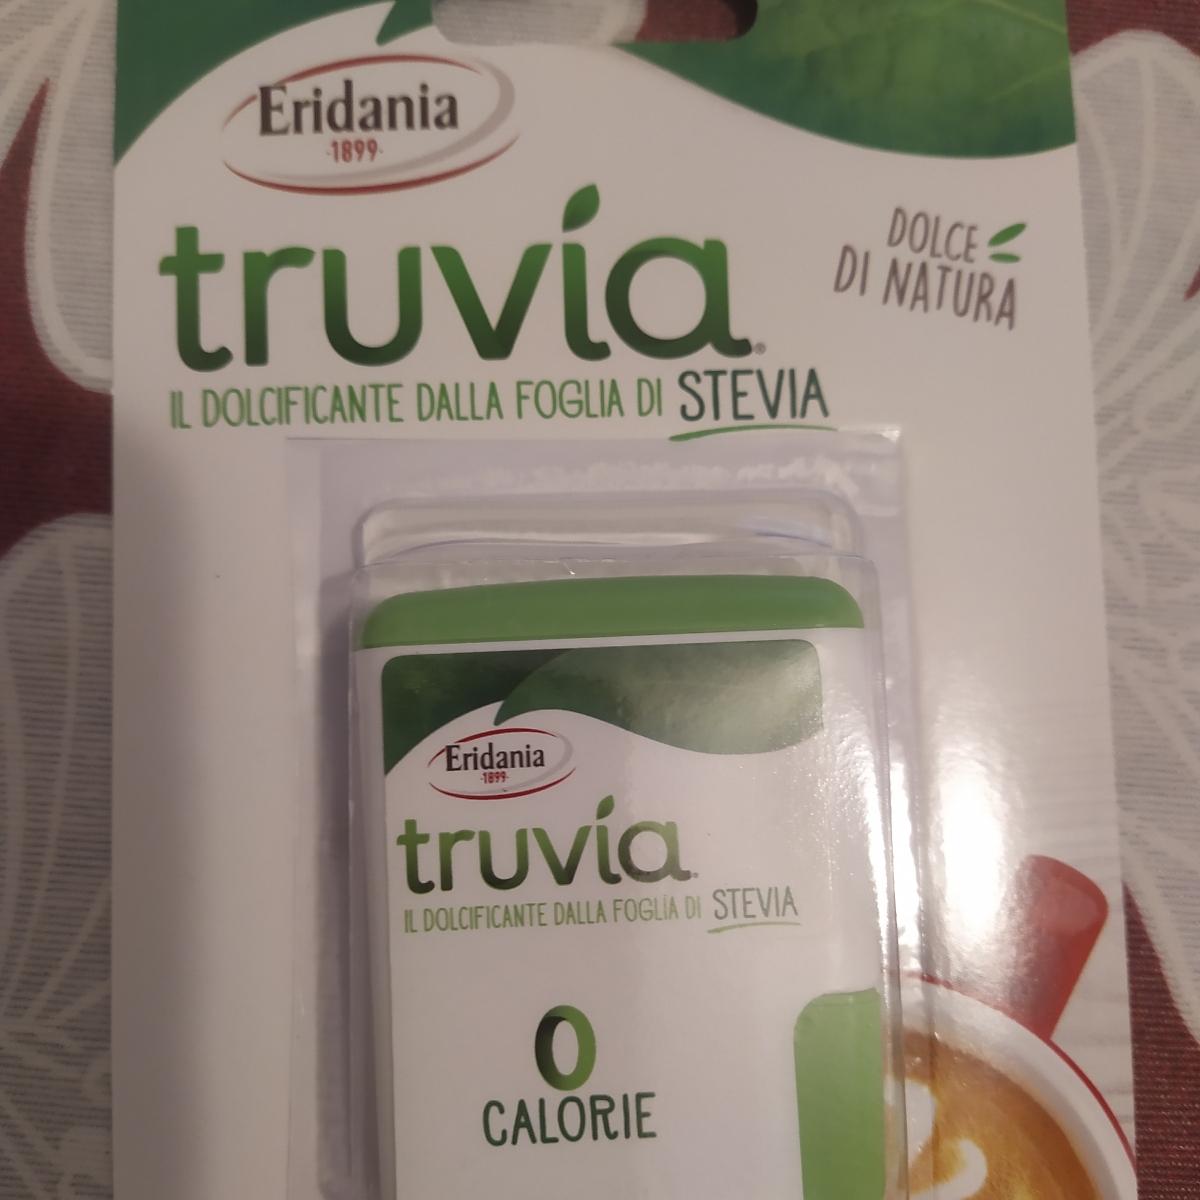 Eridania
·1899·
truvia®
DOLCE
DI NATURA
IL DOLCIFICANTE DALLA FOGLIA DI STEVIA
Eridania
·1899·
truvia®
IL DOLCIFICANTE DALLA FOGLIA DI STEVIA
0
CALORIE